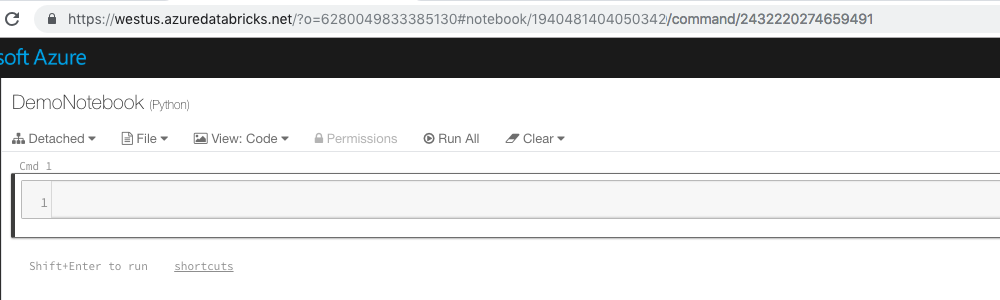 https://westus.azuredatabricks.net/?o=6280049833385130#notebook/1940481404050342/command/2432220274659491
soft Azure
DemoNotebook (Python)
Detached File View: Code Permissions Run All Clear
Cmd 1
1
Shift+Enter to run shortcuts